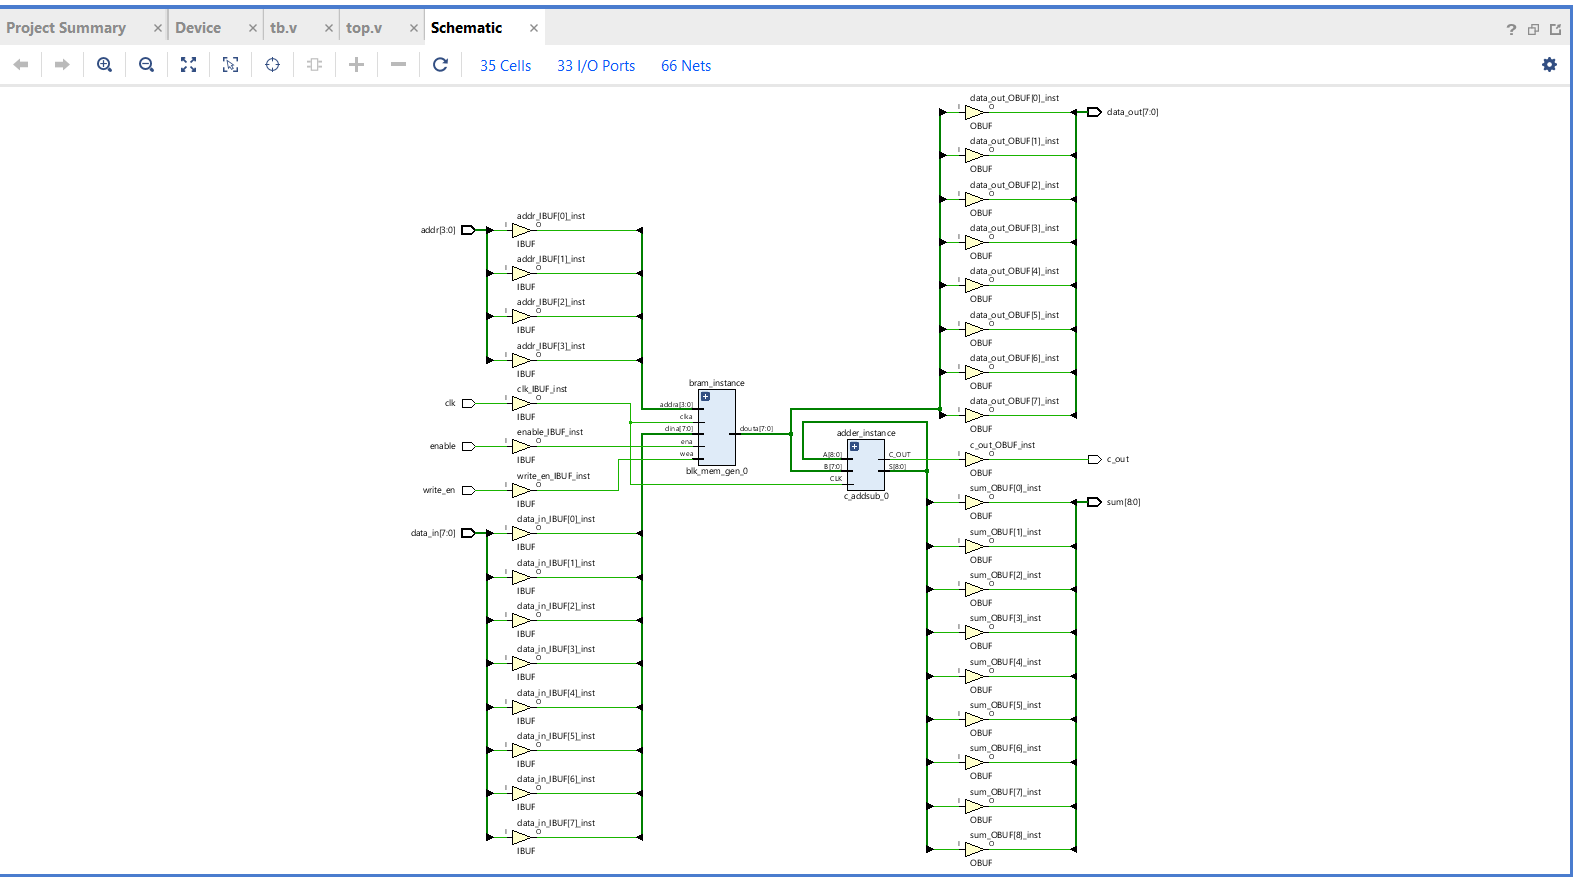 Project Summary × Device × tb.v × top.v × Schematic ×
35 Cells 33 I/O Ports 66 Nets
addr[3:0]
addr_IBUF[0]_inst
I O
IBUF
addr_IBUF[1]_inst
I O
IBUF
addr_IBUF[2]_inst
I O
IBUF
addr_IBUF[3]_inst
I O
IBUF
clk
clk_IBUF_inst
I O
IBUF
enable
enable_IBUF_inst
I O
IBUF
write_en
write_en_IBUF_inst
I O
IBUF
data_in[7:0]
data_in_IBUF[0]_inst
I O
IBUF
data_in_IBUF[1]_inst
I O
IBUF
data_in_IBUF[2]_inst
I O
IBUF
data_in_IBUF[3]_inst
I O
IBUF
data_in_IBUF[4]_inst
I O
IBUF
data_in_IBUF[5]_inst
I O
IBUF
data_in_IBUF[6]_inst
I O
IBUF
data_in_IBUF[7]_inst
I O
IBUF
bram_instance
addra[3:0]
clka
dina[7:0] douta[7:0]
ena
wea
blk_mem_gen_0
adder_instance
A[8:0] C_OUT
B[7:0] S[8:0]
CLK
c_addsub_0
data_out_OBUF[0]_inst
I O
OBUF
data_out[7:0]
data_out_OBUF[1]_inst
I O
OBUF
data_out_OBUF[2]_inst
I O
OBUF
data_out_OBUF[3]_inst
I O
OBUF
data_out_OBUF[4]_inst
I O
OBUF
data_out_OBUF[5]_inst
I O
OBUF
data_out_OBUF[6]_inst
I O
OBUF
data_out_OBUF[7]_inst
I O
OBUF
c_out_OBUF_inst
I O
OBUF
c_out
sum_OBUF[0]_inst
I O
OBUF
sum[8:0]
sum_OBUF[1]_inst
I O
OBUF
sum_OBUF[2]_inst
I O
OBUF
sum_OBUF[3]_inst
I O
OBUF
sum_OBUF[4]_inst
I O
OBUF
sum_OBUF[5]_inst
I O
OBUF
sum_OBUF[6]_inst
I O
OBUF
sum_OBUF[7]_inst
I O
OBUF
sum_OBUF[8]_inst
I O
OBUF